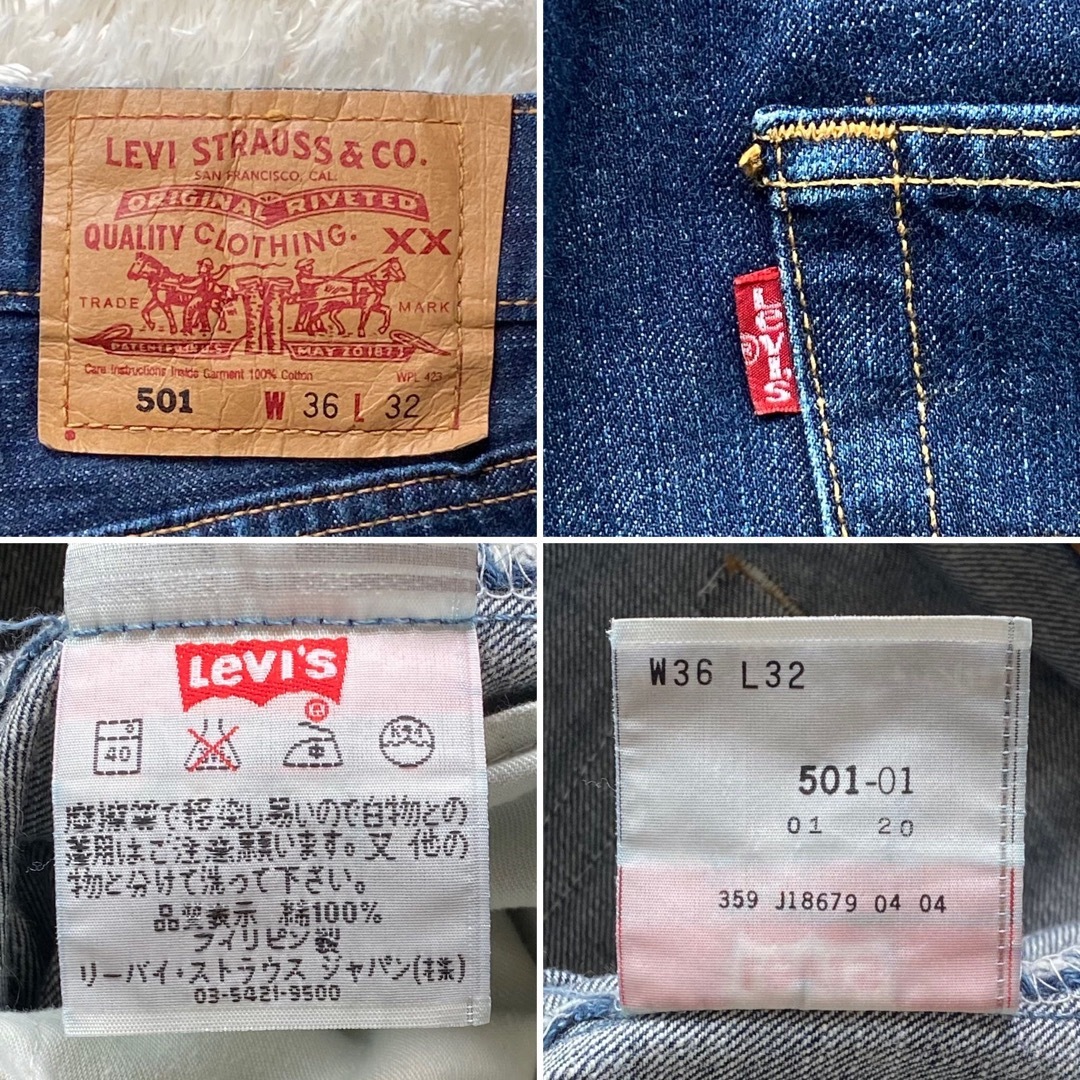 LEVI STRAUSS & CO.
SAN FRANCISCO, CAL.
ORIGINAL RIVETED
QUALITY CLOTHING. XX
TRADE MARK
PATENTED IN U.S. MAY 20 1873
Care Instructions Inside Garment 100% Cotton WPL 423
501 W 36 L 32
LeVI'S
®
LeVI'S
®
40
摩擦等で移染し易いので白物との
着用はご注意願います。又 他の
物と分けて洗って下さい。
品質表示 綿100%
フィリピン製
リーバイ・ストラウス ジャパン(株)
03-5421-9500
W36 L32
501-01
01 20
359 J18679 04 04